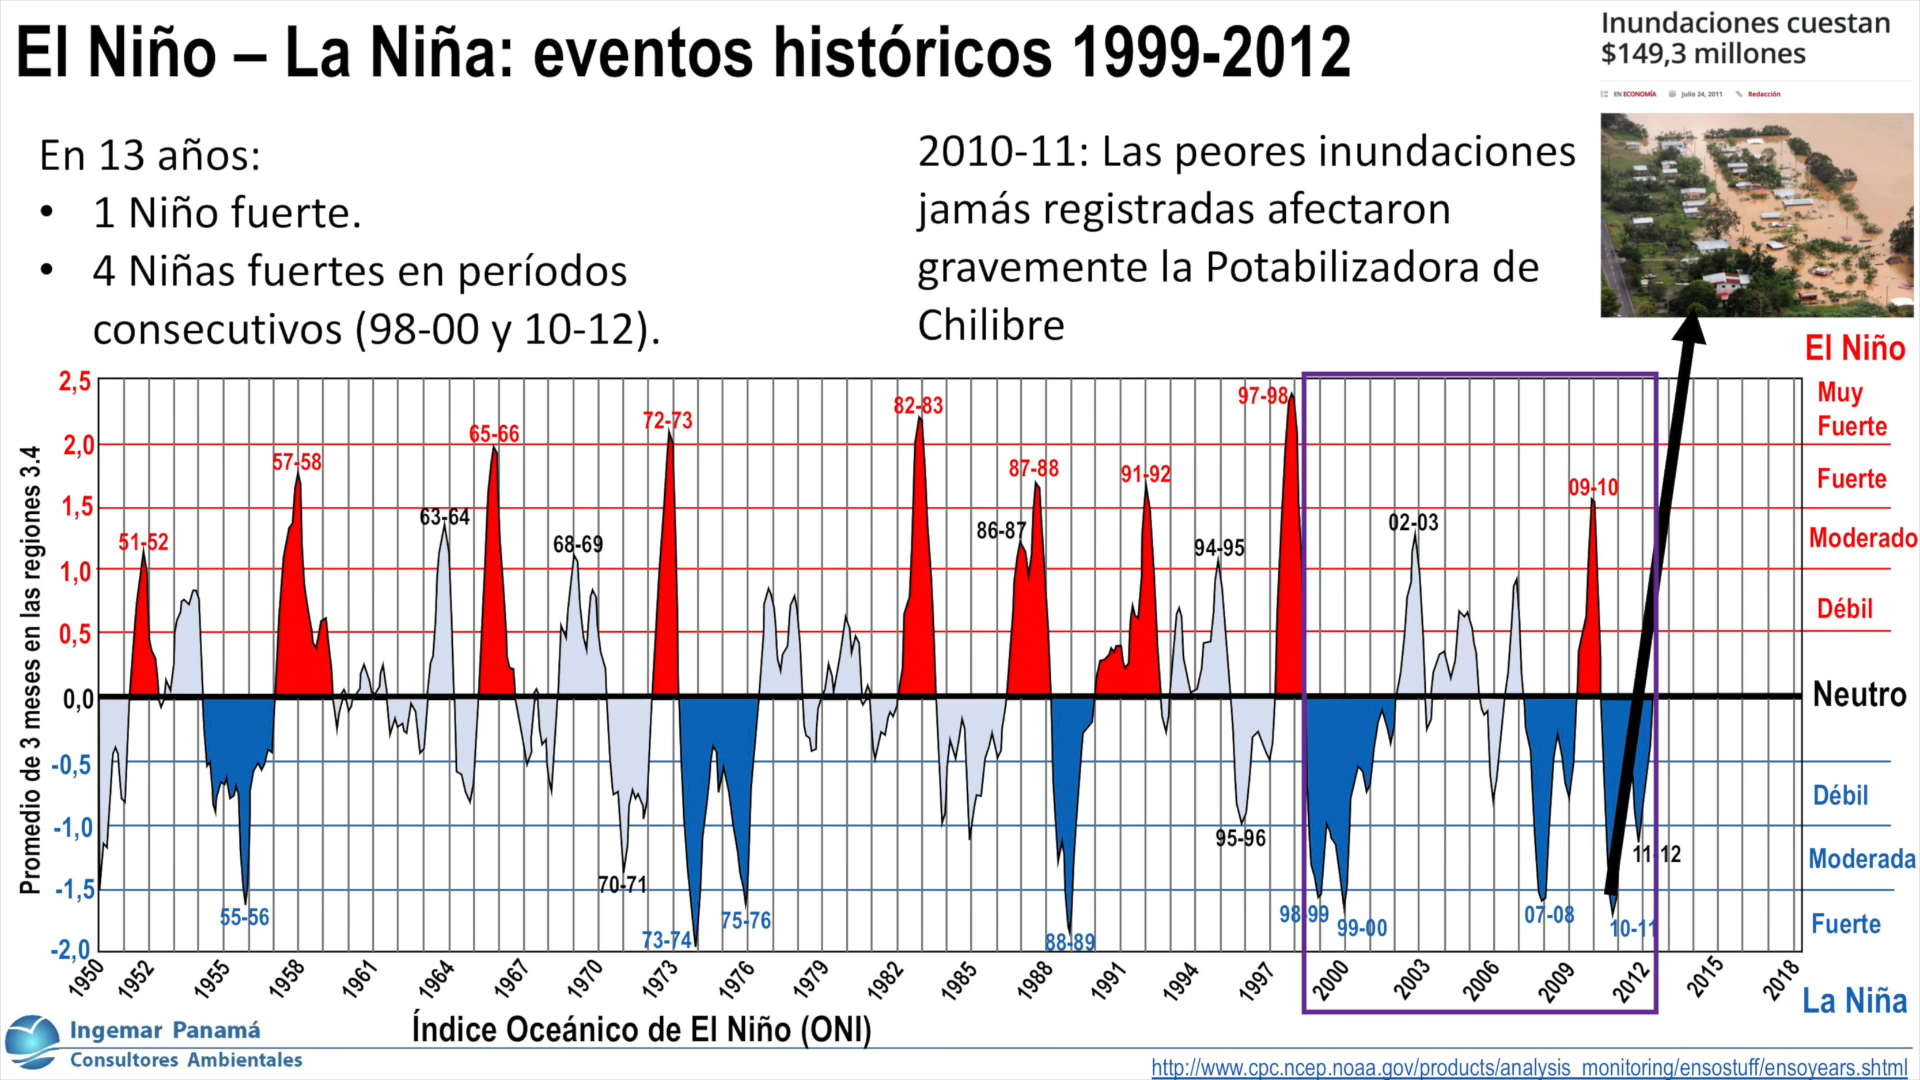 El Niño – La Niña: eventos históricos 1999-2012
Inundaciones cuestan
$149,3 millones
EN ECONOMÍA julio 24, 2011 Redacción
En 13 años:
• 1 Niño fuerte.
• 4 Niñas fuertes en períodos
consecutivos (98-00 y 10-12).
2010-11: Las peores inundaciones
jamás registradas afectaron
gravemente la Potabilizadora de
Chilibre
El Niño
Muy
Fuerte
Fuerte
Moderado
Débil
Neutro
Débil
Moderada
Fuerte
La Niña
Promedio de 3 meses en las regiones 3.4
2,5
2,0
1,5
1,0
0,5
0,0
-0,5
-1,0
-1,5
-2,0
51-52
57-58
63-64
65-66
68-69
72-73
82-83
86-87
87-88
91-92
94-95
97-98
02-03
09-10
55-56
70-71
73-74
75-76
88-89
95-96
98-99
99-00
07-08
10-11
11-12
1950 1952 1955 1958 1961 1964 1967 1970 1973 1976 1979 1982 1985 1988 1991 1994 1997 2000 2003 2006 2009 2012 2015 2018
Índice Oceánico de El Niño (ONI)
Ingemar Panamá
Consultores Ambientales
http://www.cpc.ncep.noaa.gov/products/analysis_monitoring/ensostuff/ensoyears.shtml